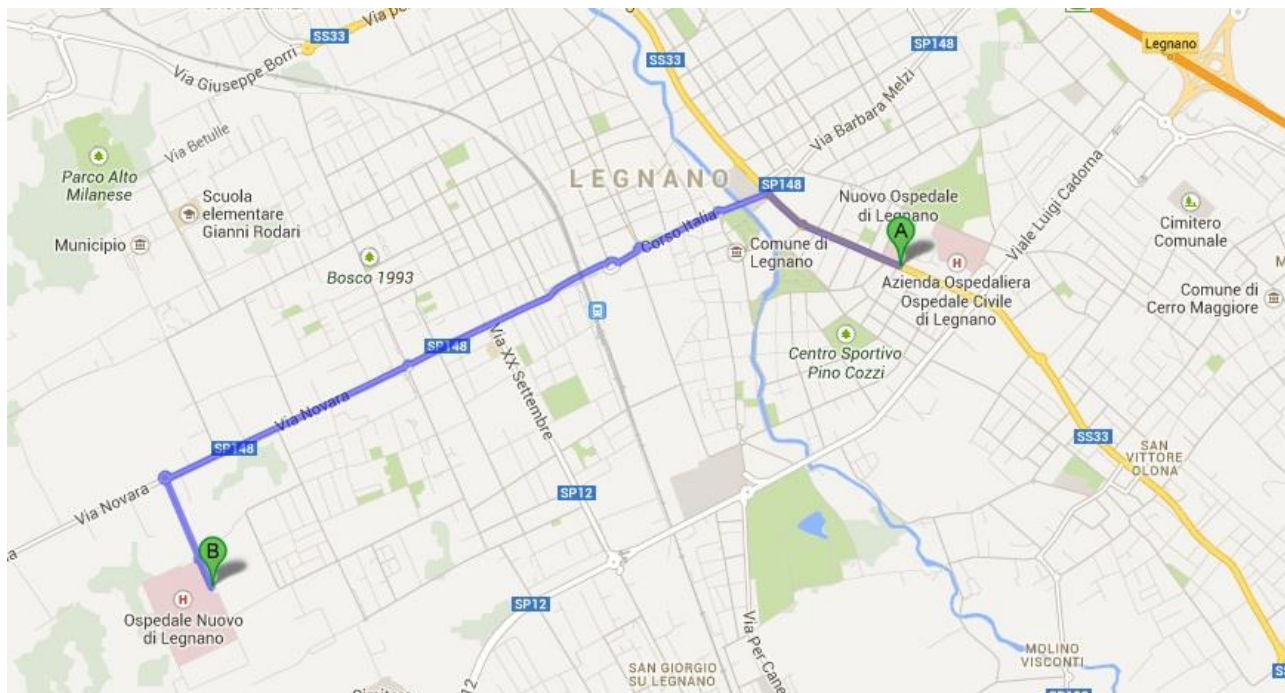 SS33
Via Giuseppe Borri
SP148
Legnano
SS33
Via Barbara Melzi
Via Betulle
Parco Alto
Milanese
Scuola
elementare
Gianni Rodari
Municipio
LEGNANO
SP148
Nuovo Ospedale
di Legnano
Viale Luigi Cadorna
Cimitero
Comunale
Corso Italia
Comune di
Legnano
A
H
Bosco 1993
Azienda Ospedaliera
Ospedale Civile
di Legnano
Comune di
Cerro Maggiore
SP148
Via XX Settembre
Centro Sportivo
Pino Cozzi
Via Novara
SP148
SS33
SAN
VITTORE
OLONA
Via Novara
SP12
B
H
Ospedale Nuovo
di Legnano
SP12
Via Per Cane
MOLINO
VISCONTI
SAN GIORGIO
SU LEGNANO
12